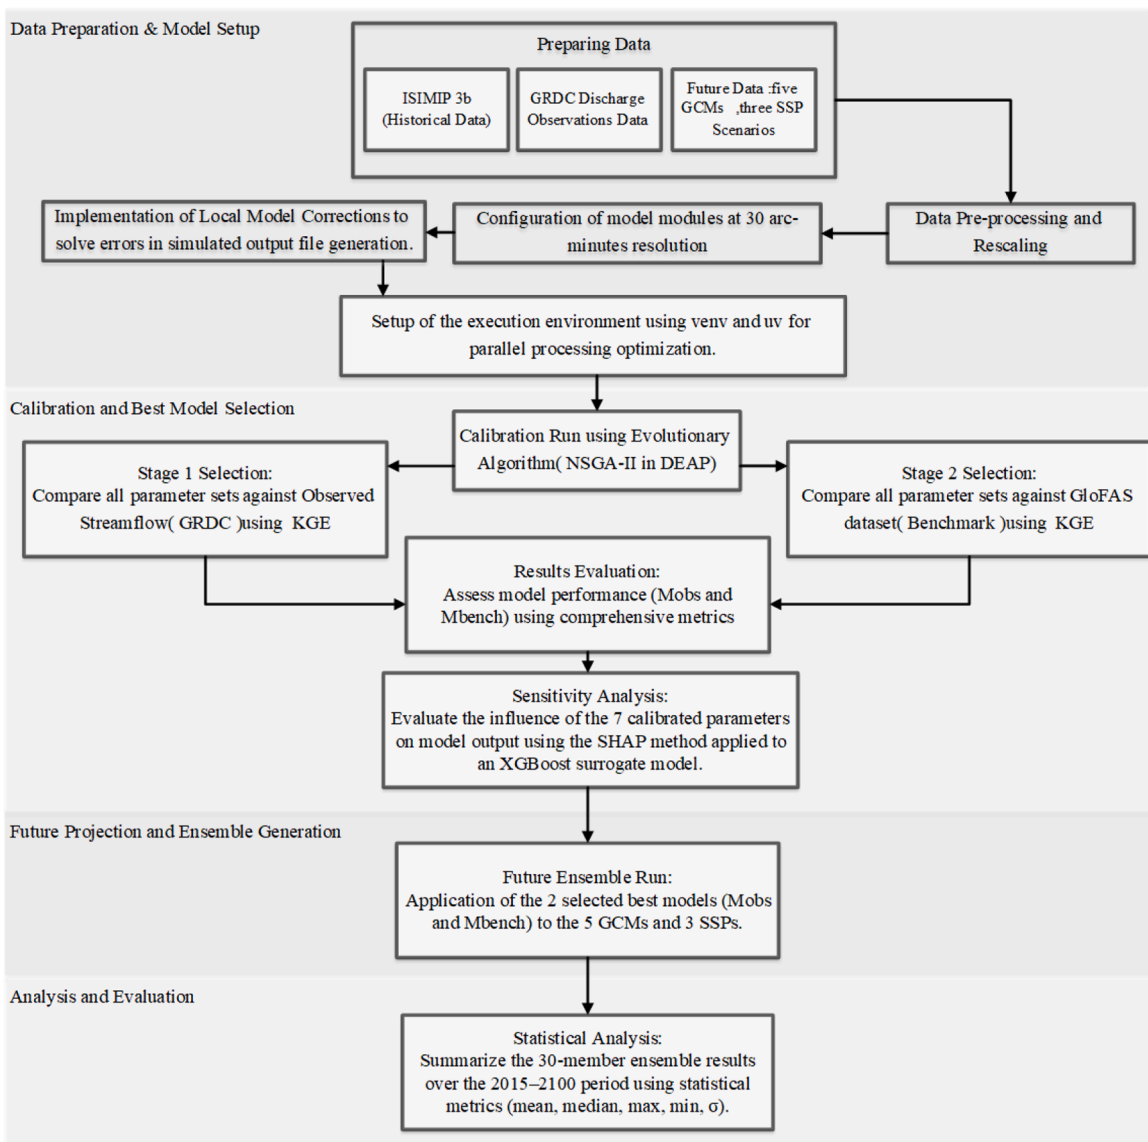 Data Preparation & Model Setup
Preparing Data
ISIMIP 3b
(Historical Data)
GRDC Discharge
Observations Data
Future Data :five
GCMs ,three SSP
Scenarios
Implementation of Local Model Corrections to
solve errors in simulated output file generation.
Configuration of model modules at 30 arc-
minutes resolution
Data Pre-processing and
Rescaling
Setup of the execution environment using venv and uv for
parallel processing optimization.
Calibration and Best Model Selection
Calibration Run using Evolutionary
Algorithm( NSGA-II in DEAP)
Stage 1 Selection:
Compare all parameter sets against Observed
Streamflow( GRDC )using KGE
Stage 2 Selection:
Compare all parameter sets against GloFAS
dataset( Benchmark )using KGE
Results Evaluation:
Assess model performance (Mobs and
Mbench) using comprehensive metrics
Sensitivity Analysis:
Evaluate the influence of the 7 calibrated parameters
on model output using the SHAP method applied to
an XGBoost surrogate model.
Future Projection and Ensemble Generation
Future Ensemble Run:
Application of the 2 selected best models (Mobs
and Mbench) to the 5 GCMs and 3 SSPs.
Analysis and Evaluation
Statistical Analysis:
Summarize the 30-member ensemble results
over the 2015–2100 period using statistical
metrics (mean, median, max, min, σ).